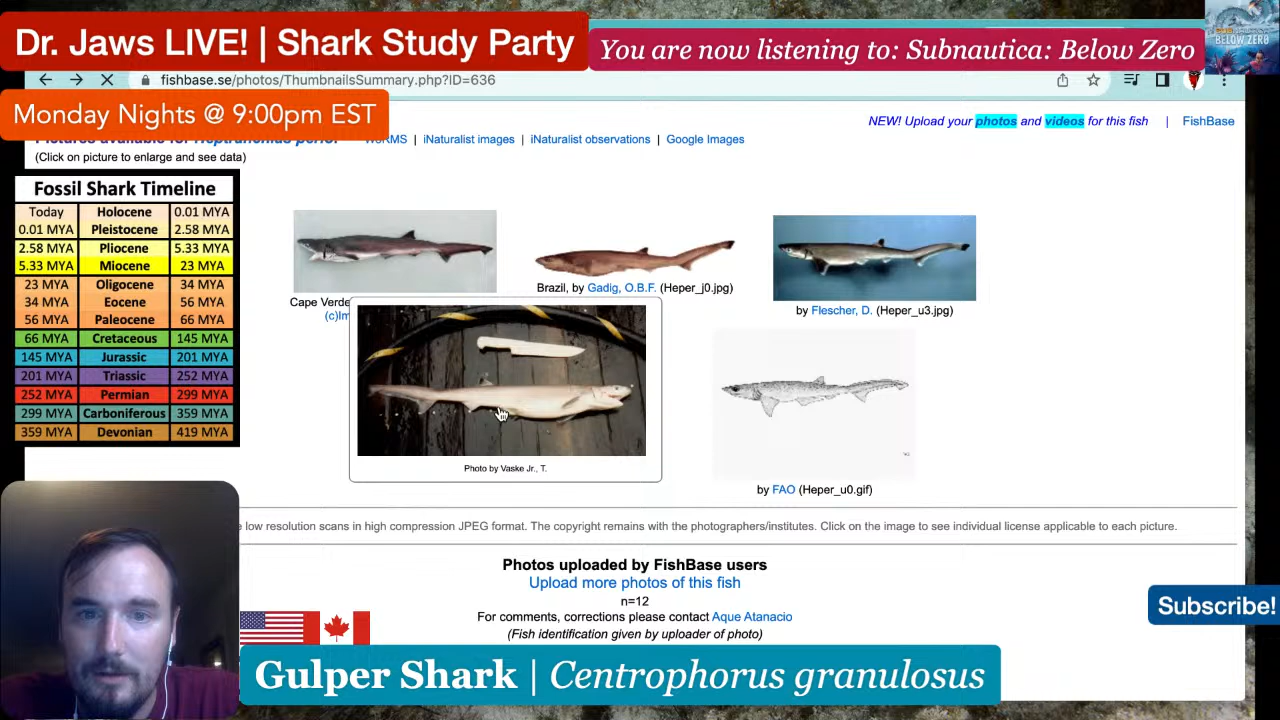 Dr. Jaws LIVE! | Shark Study Party
You are now listening to: Subnautica: Below Zero
BELOW ZERO
fishbase.se/photos/ThumbnailsSummary.php?ID=636
Monday Nights @ 9:00pm EST
NEW! Upload your photos and videos for this fish | FishBase
iNaturalist images | iNaturalist observations | Google Images
(Click on picture to enlarge and see data)
Fossil Shark Timeline
Today Holocene 0.01 MYA
0.01 MYA Pleistocene 2.58 MYA
2.58 MYA Pliocene 5.33 MYA
5.33 MYA Miocene 23 MYA
23 MYA Oligocene 34 MYA
34 MYA Eocene 56 MYA
56 MYA Paleocene 66 MYA
66 MYA Cretaceous 145 MYA
145 MYA Jurassic 201 MYA
201 MYA Triassic 252 MYA
252 MYA Permian 299 MYA
299 MYA Carboniferous 359 MYA
359 MYA Devonian 419 MYA
Cape Verde
(c)Im
Brazil, by Gadig, O.B.F. (Heper_j0.jpg)
by Flescher, D. (Heper_u3.jpg)
Photo by Vaske Jr., T.
by FAO (Heper_u0.gif)
low resolution scans in high compression JPEG format. The copyright remains with the photographers/institutes. Click on the image to see individual license applicable to each picture.
Photos uploaded by FishBase users
Upload more photos of this fish
n=12
For comments, corrections please contact Aque Atanacio
(Fish identification given by uploader of photo)
Subscribe!
Gulper Shark | Centrophorus granulosus